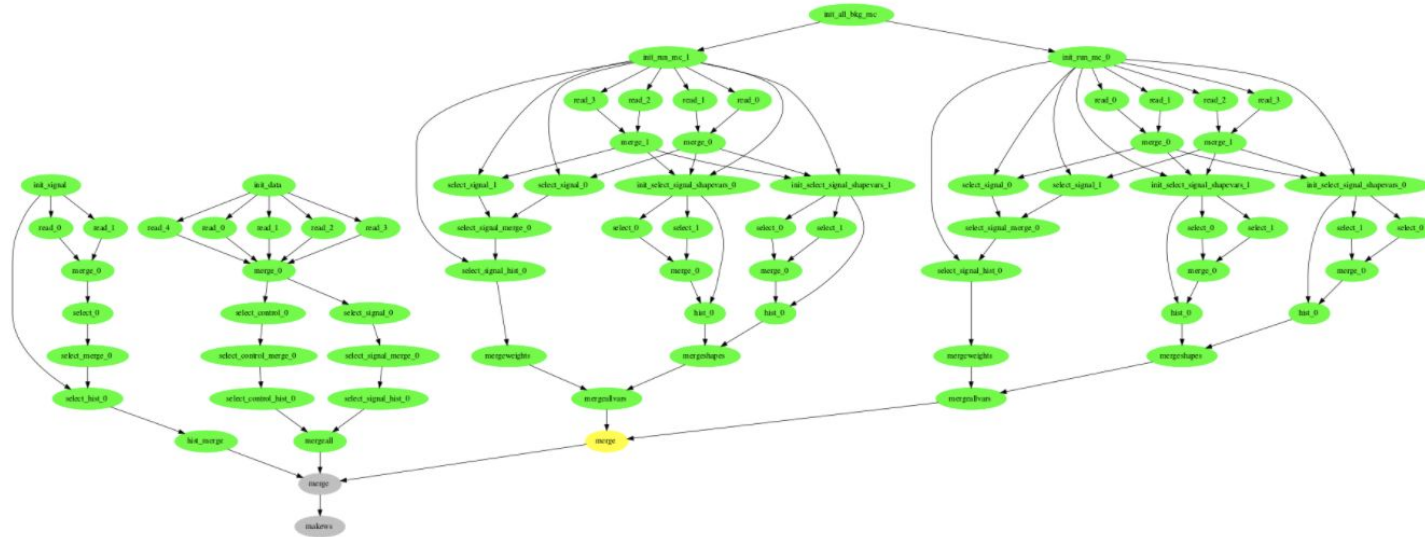 init_all_bkg_mc
init_run_mc_1 init_run_mc_0
read_3 read_2 read_1 read_0 read_0 read_1 read_2 read_3
merge_1 merge_0 merge_0 merge_1
init_signal init_data select_signal_1 select_signal_0 init_select_signal_shapevars_0 init_select_signal_shapevars_1 select_signal_0 select_signal_1 init_select_signal_shapevars_1 init_select_signal_shapevars_0
read_0 read_1 read_4 read_0 read_1 read_2 read_3 select_signal_merge_0 select_0 select_1 select_0 select_1 select_signal_merge_0 select_0 select_1 select_1 select_0
merge_0 merge_0 select_signal_hist_0 merge_0 merge_0 select_signal_hist_0 merge_0 merge_0
select_0 select_control_0 select_signal_0 hist_0 hist_0 hist_0 hist_0
select_merge_0 select_control_merge_0 select_signal_merge_0 mergeweights mergeshapes mergeweights mergeshapes
select_hist_0 select_control_hist_0 select_signal_hist_0 mergeallvars mergeallvars
hist_merge mergeall merge
merge
makews